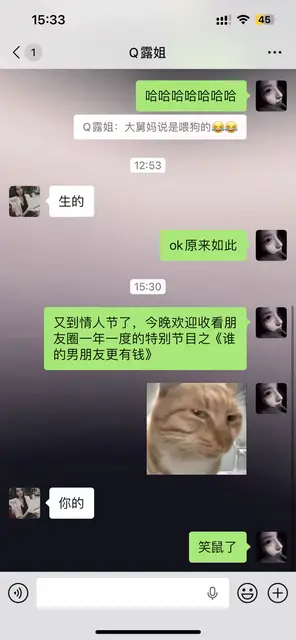 15:33
45
1
Q露姐
哈哈哈哈哈哈哈
Q露姐：大舅妈说是喂狗的😂😂
12:53
生的
ok原来如此
15:30
又到情人节了，今晚欢迎收看朋
友圈一年一度的特别节目之《谁
的男朋友更有钱》
你的
笑鼠了